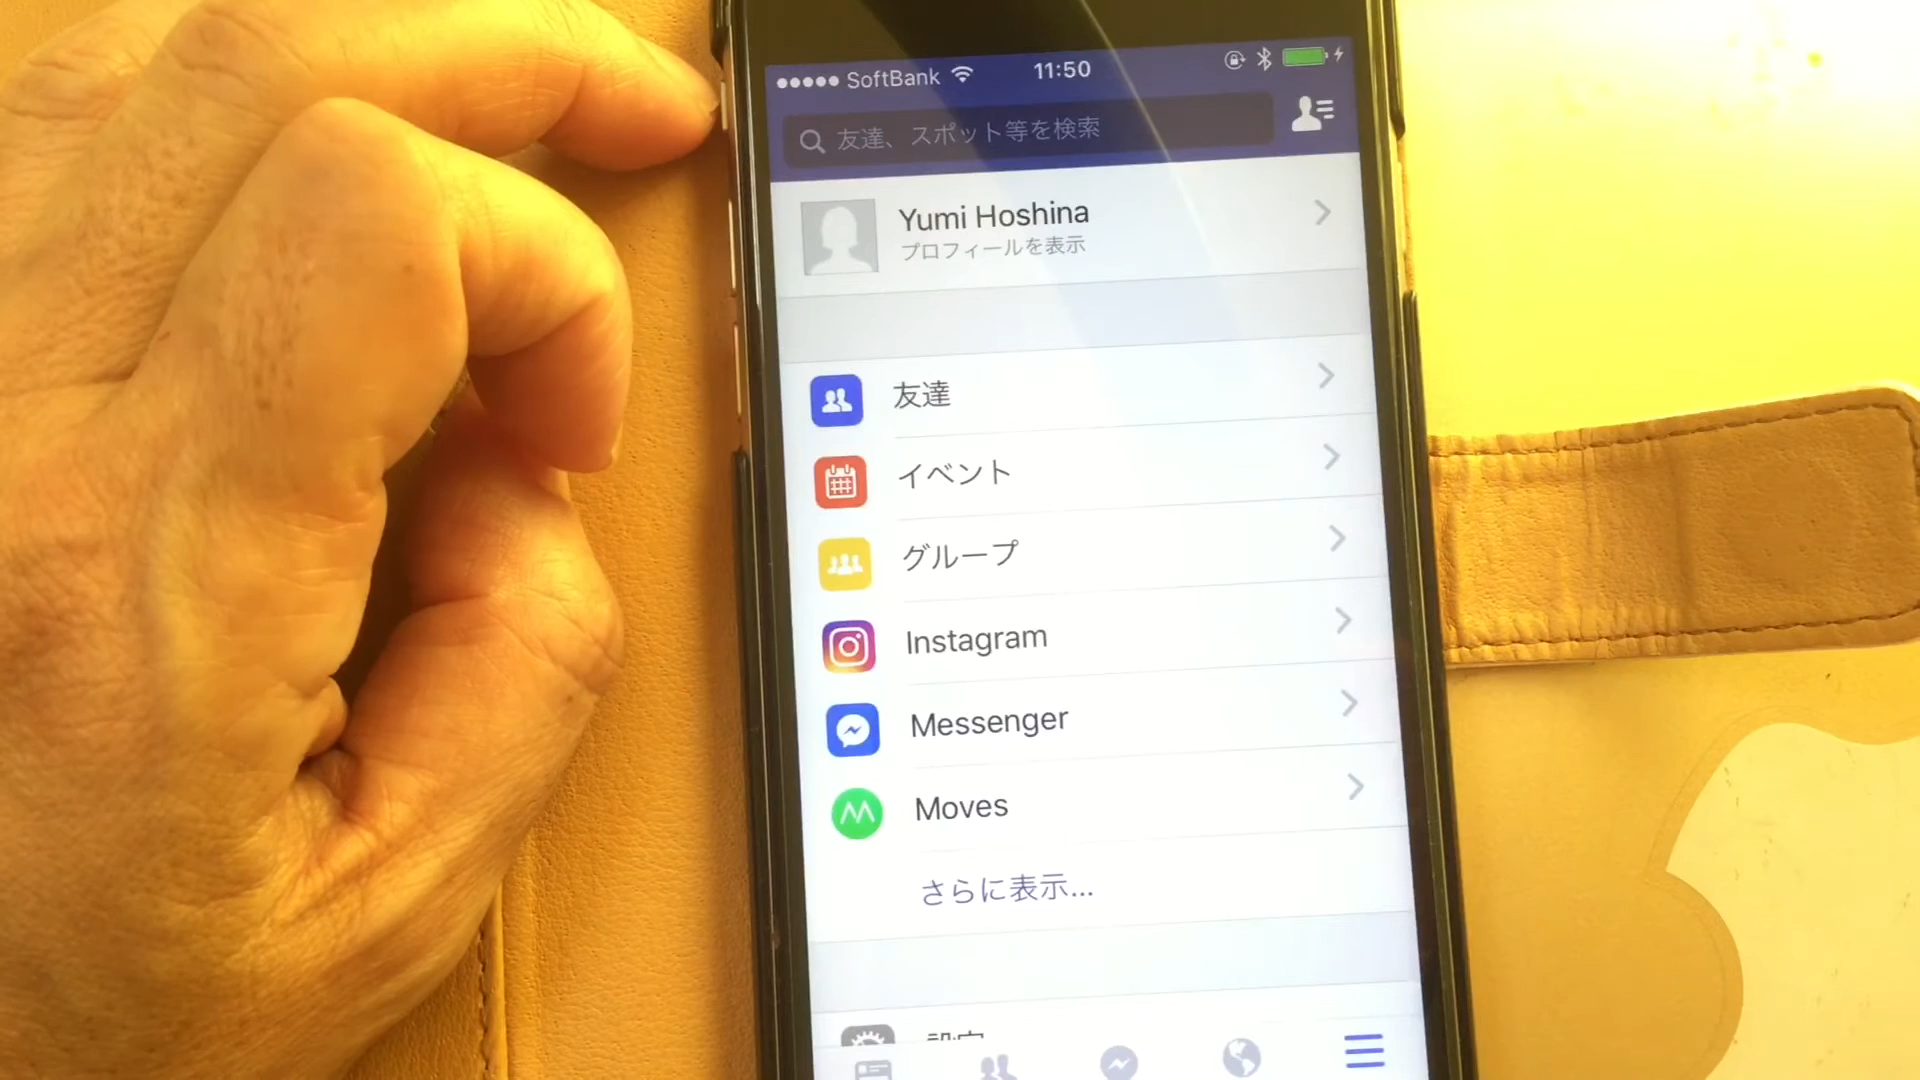 SoftBank 11:50
友達、スポット等を検索
Yumi Hoshina
プロフィールを表示
友達
イベント
グループ
Instagram
Messenger
Moves
さらに表示...
設定